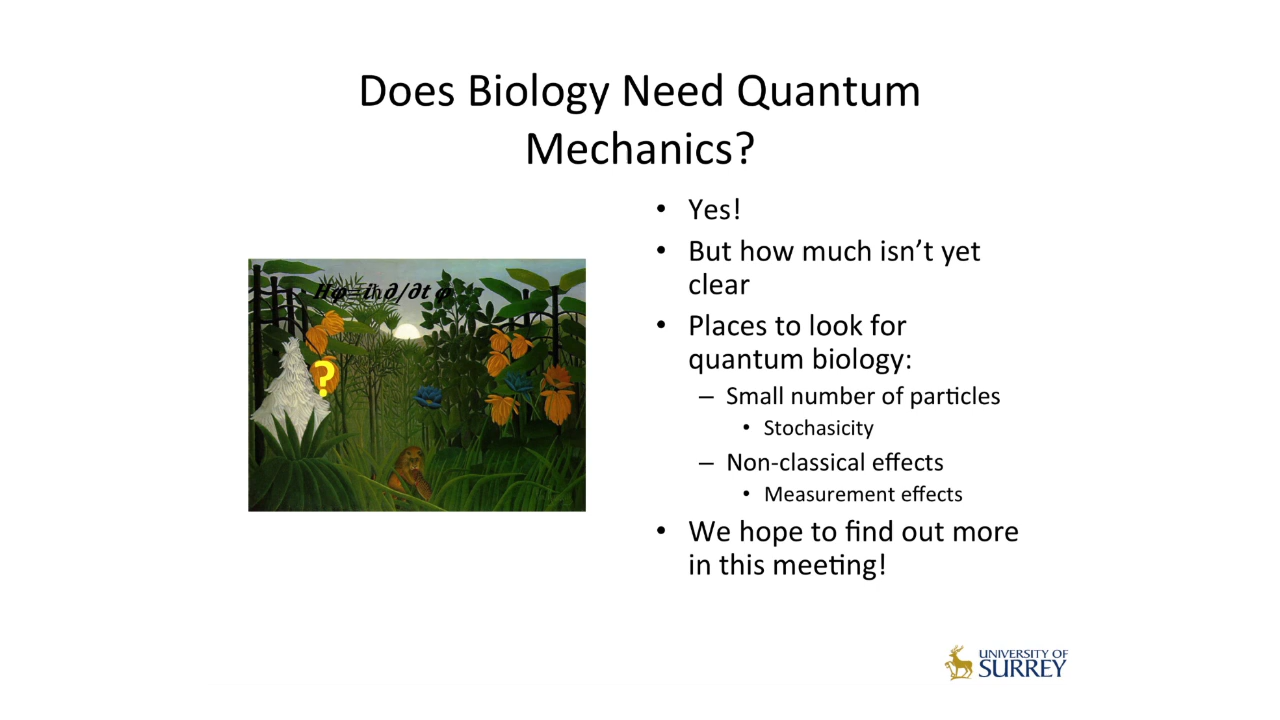 Does Biology Need Quantum
Mechanics?
• Yes!
• But how much isn't yet
clear
• Places to look for
quantum biology:
– Small number of particles
• Stochasicity
– Non-classical effects
• Measurement effects
• We hope to find out more
in this meeting!
Hφ=iℏ∂/∂t φ
?
UNIVERSITY OF
SURREY